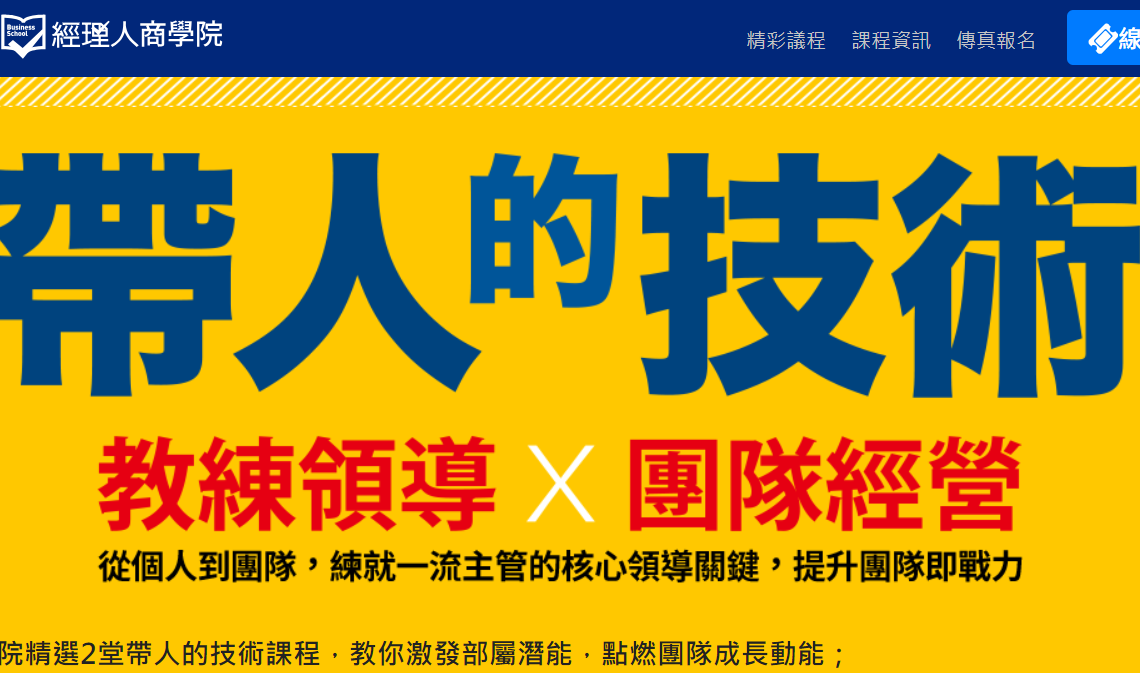 Business
School
經理人商學院
精彩議程 課程資訊 傳真報名 線
帶人的技術
教練領導 X 團隊經營
從個人到團隊，練就一流主管的核心領導關鍵，提升團隊即戰力
院精選2堂帶人的技術課程，教你激發部屬潛能，點燃團隊成長動能；